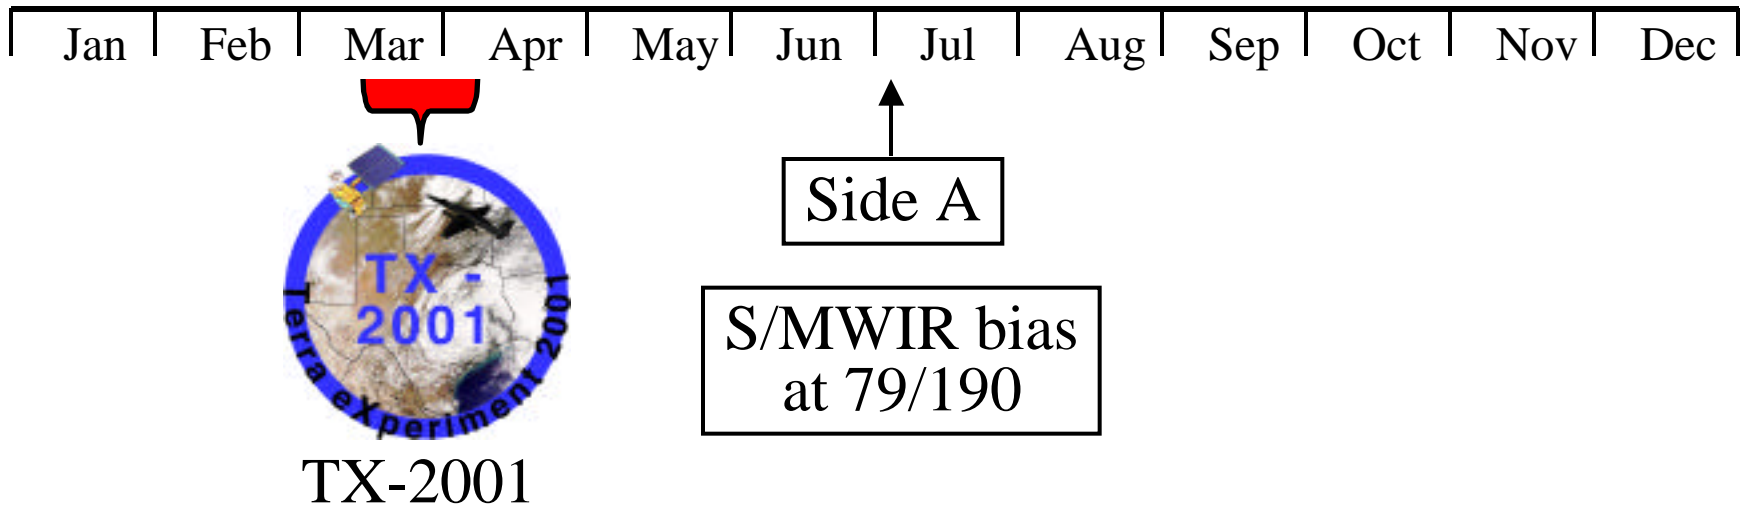 Jan Feb Mar Apr May Jun Jul Aug Sep Oct Nov Dec
TX -
2001
Terra eXperiment 2001
TX-2001
Side A
S/MWIR bias
at 79/190